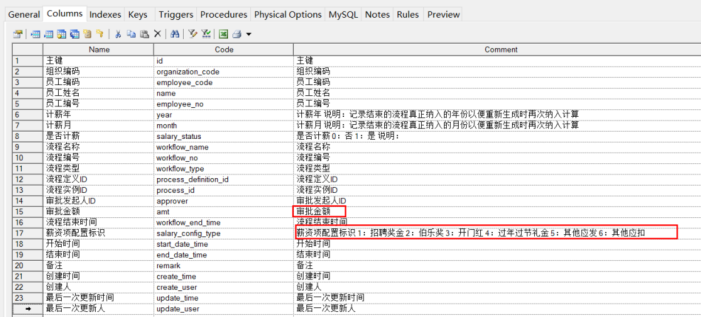 General Columns Indexes Keys Triggers Procedures Physical Options MySQL Notes Rules Preview
Name Code Comment
1 主键 id 主键
2 组织编码 organization_code 组织编码
3 员工编码 employee_code 员工编码
4 员工姓名 name 员工姓名
5 员工编号 employee_no 员工编号
6 计薪年 year 计薪年 说明：记录结束的流程真正纳入的年份以便重新生成时再次纳入计算
7 计薪月 month 计薪月 说明：记录结束的流程真正纳入的月份以便重新生成时再次纳入计算
8 是否计薪 salary_status 是否计薪 0：否 1：是 说明：
9 流程名称 workflow_name 流程名称
10 流程编号 workflow_no 流程编号
11 流程类型 workflow_type 流程类型
12 流程定义ID process_definition_id 流程定义ID
13 流程实例ID process_id 流程实例ID
14 审批发起人ID approver 审批发起人ID
15 审批金额 amt 审批金额
16 流程结束时间 workflow_end_time 流程结束时间
17 薪资项配置标识 salary_config_type 薪资项配置标识 1：招聘奖金 2：伯乐奖 3：开门红 4：过年过节礼金 5：其他应发 6：其他应扣
18 开始时间 start_date_time 开始时间
19 结束时间 end_date_time 结束时间
20 备注 remark 备注
21 创建时间 create_time 创建时间
22 创建人 create_user 创建人
23 最后一次更新时间 update_time 最后一次更新时间
最后一次更新人 update_user 最后一次更新人